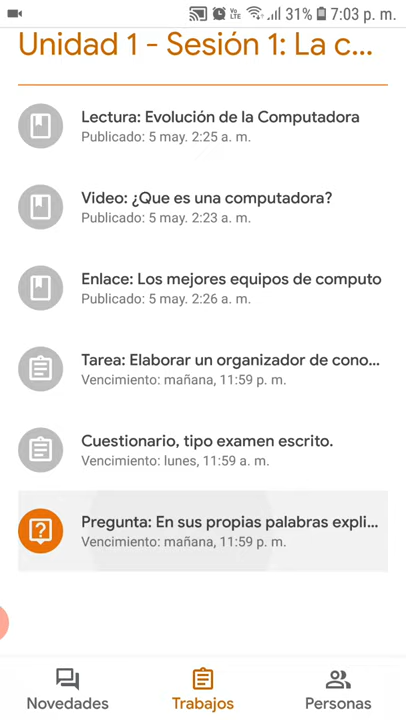 Vo
LTE
31%
7:03 p. m.
Unidad 1 - Sesión 1: La c...
Lectura: Evolución de la Computadora
Publicado: 5 may. 2:25 a. m.
Video: ¿Que es una computadora?
Publicado: 5 may. 2:23 a. m.
Enlace: Los mejores equipos de computo
Publicado: 5 may. 2:26 a. m.
Tarea: Elaborar un organizador de cono...
Vencimiento: mañana, 11:59 p. m.
Cuestionario, tipo examen escrito.
Vencimiento: lunes, 11:59 a. m.
Pregunta: En sus propias palabras expli...
Vencimiento: mañana, 11:59 p. m.
Novedades
Trabajos
Personas